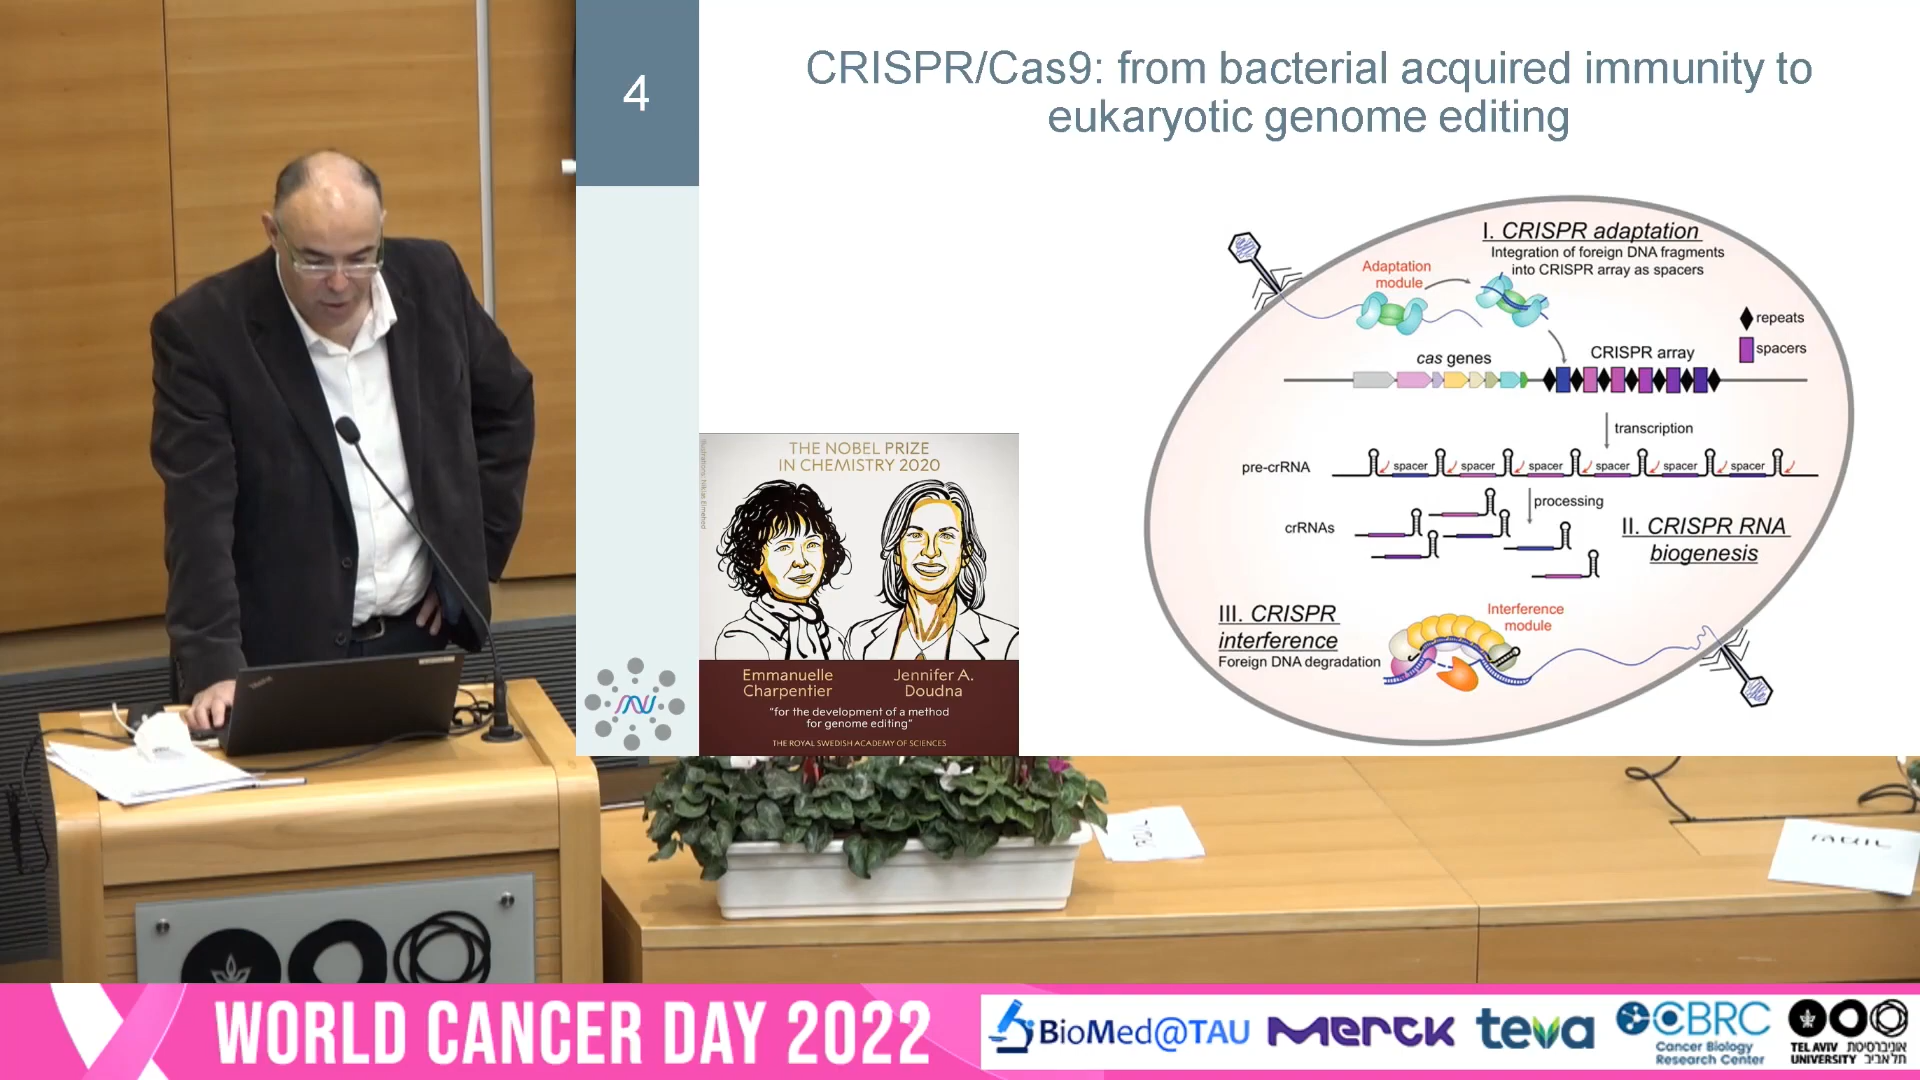 4
CRISPR/Cas9: from bacterial acquired immunity to
eukaryotic genome editing
I. CRISPR adaptation
Integration of foreign DNA fragments
into CRISPR array as spacers
Adaptation
module
repeats
spacers
cas genes
CRISPR array
transcription
pre-crRNA
spacer spacer spacer spacer spacer spacer
processing
crRNAs
II. CRISPR RNA
biogenesis
III. CRISPR
interference
Foreign DNA degradation
Interference
module
THE NOBEL PRIZE
IN CHEMISTRY 2020
Emmanuelle
Charpentier
Jennifer A.
Doudna
"for the development of a method
for genome editing"
THE ROYAL SWEDISH ACADEMY OF SCIENCES
WORLD CANCER DAY 2022
BioMed@TAU
Merck
teva
CBRC
Cancer Biology
Research Center
TEL AVIV
UNIVERSITY
אוניברסיטת
תל אביב